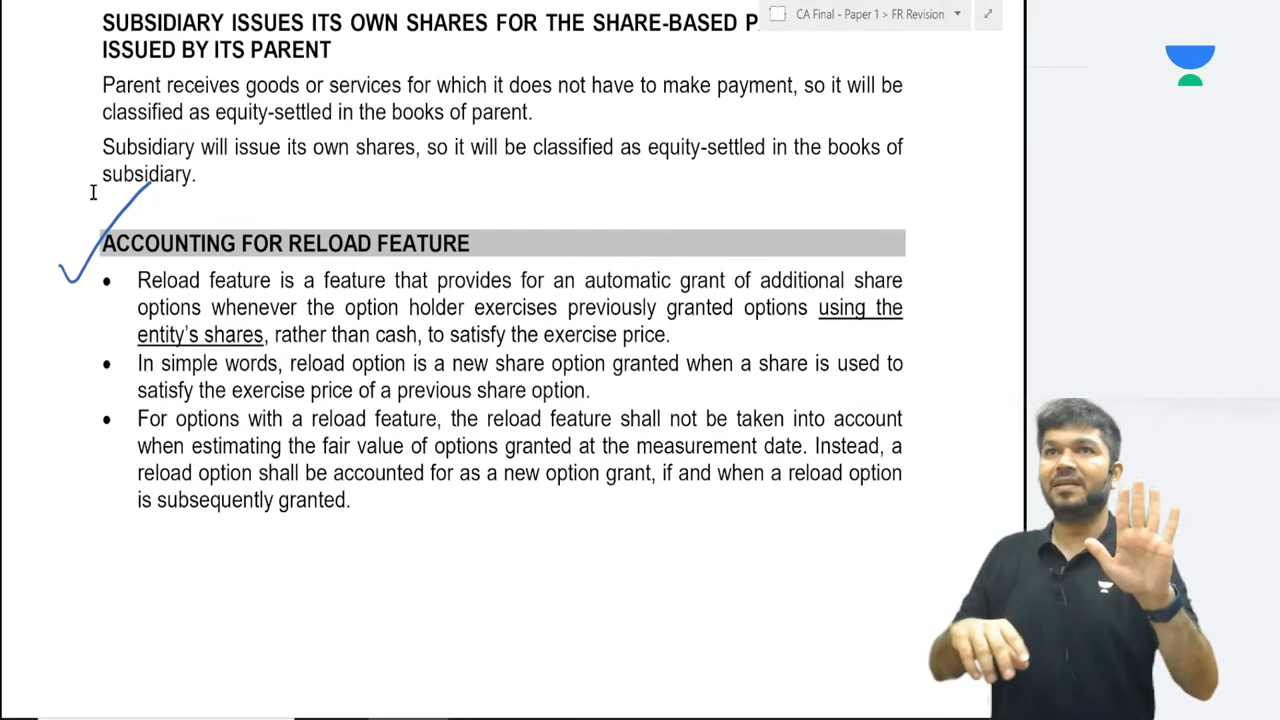 SUBSIDIARY ISSUES ITS OWN SHARES FOR THE SHARE-BASED
ISSUED BY ITS PARENT
CA Final - Paper 1 > FR Revision
Parent receives goods or services for which it does not have to make payment, so it will be
classified as equity-settled in the books of parent.
Subsidiary will issue its own shares, so it will be classified as equity-settled in the books of
subsidiary.
ACCOUNTING FOR RELOAD FEATURE
• Reload feature is a feature that provides for an automatic grant of additional share
options whenever the option holder exercises previously granted options using the
entity's shares, rather than cash, to satisfy the exercise price.
• In simple words, reload option is a new share option granted when a share is used to
satisfy the exercise price of a previous share option.
• For options with a reload feature, the reload feature shall not be taken into account
when estimating the fair value of options granted at the measurement date. Instead, a
reload option shall be accounted for as a new option grant, if and when a reload option
is subsequently granted.